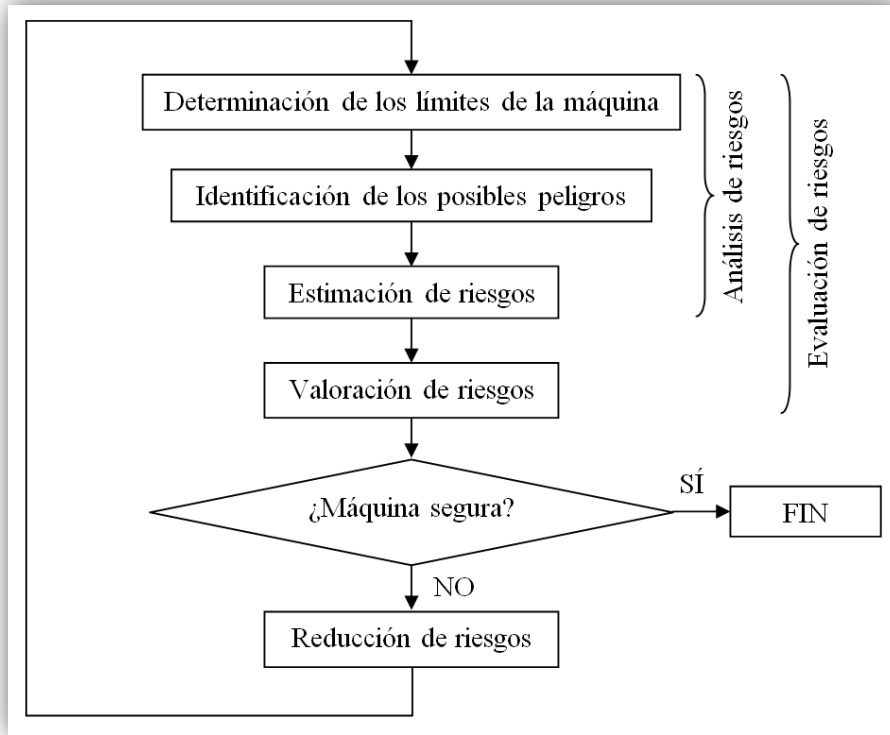 Determinación de los límites de la máquina
Identificación de los posibles peligros
Estimación de riesgos
Valoración de riesgos
Análisis de riesgos
Evaluación de riesgos
¿Máquina segura?
SÍ
FIN
NO
Reducción de riesgos